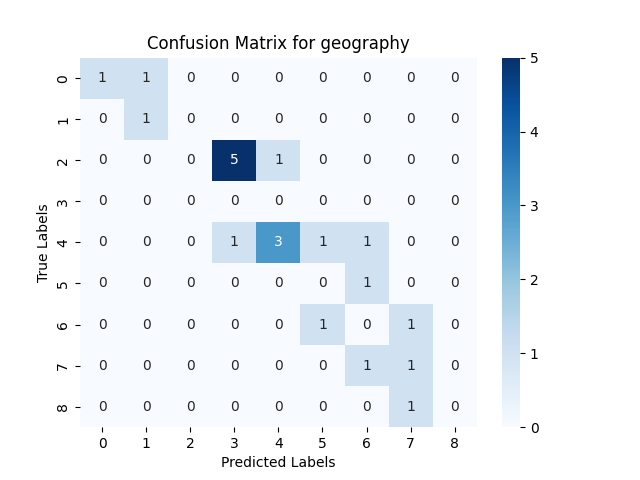 Confusion Matrix for geography
5
0 1 1 0 0 0 0 0 0 0
1 0 1 0 0 0 0 0 0 0
4
2 0 0 0 5 1 0 0 0 0
3
3 0 0 0 0 0 0 0 0 0
True Labels
4 0 0 0 1 3 1 1 0 0
2
5 0 0 0 0 0 0 1 0 0
6 0 0 0 0 0 1 0 1 0
1
7 0 0 0 0 0 0 1 1 0
8 0 0 0 0 0 0 0 1 0
0
0 1 2 3 4 5 6 7 8
Predicted Labels